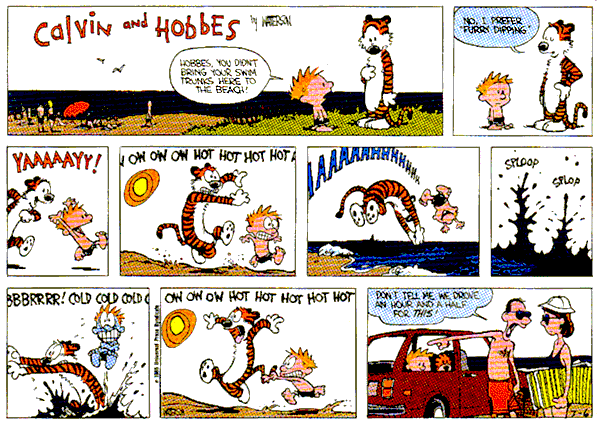 Calvin and Hobbes
by WATTERSON
HOBBES, YOU DIDN'T
BRING YOUR SWIM
TRUNKS HERE TO
THE BEACH!
NO, I PREFER
"FURRY DIPPING".
YAAAAAYY!
W OW OW OW HOT HOT HOT HOT
AAAAAAHHHHHHH
SPLOOP
SPLOP
BBBRRRR! COLD COLD COLD C
OW OW OW HOT HOT HOT HOT HOT
DON'T TELL ME WE DROVE
AN HOUR AND A HALF
FOR THIS!